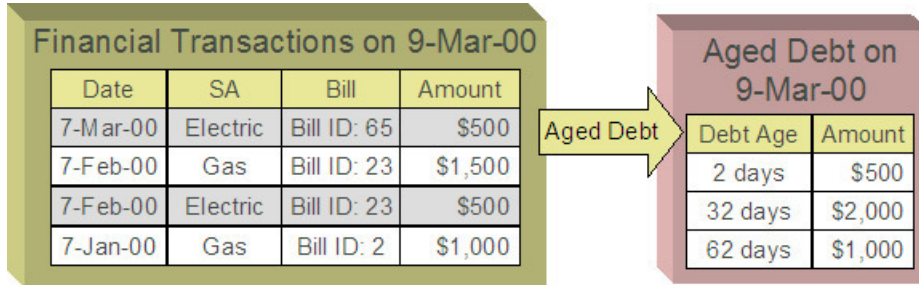 Financial Transactions on 9-Mar-00
Date SA Bill Amount
7-Mar-00 Electric Bill ID: 65 $500
7-Feb-00 Gas Bill ID: 23 $1,500
7-Feb-00 Electric Bill ID: 23 $500
7-Jan-00 Gas Bill ID: 2 $1,000
Aged Debt
Aged Debt on
9-Mar-00
Debt Age Amount
2 days $500
32 days $2,000
62 days $1,000